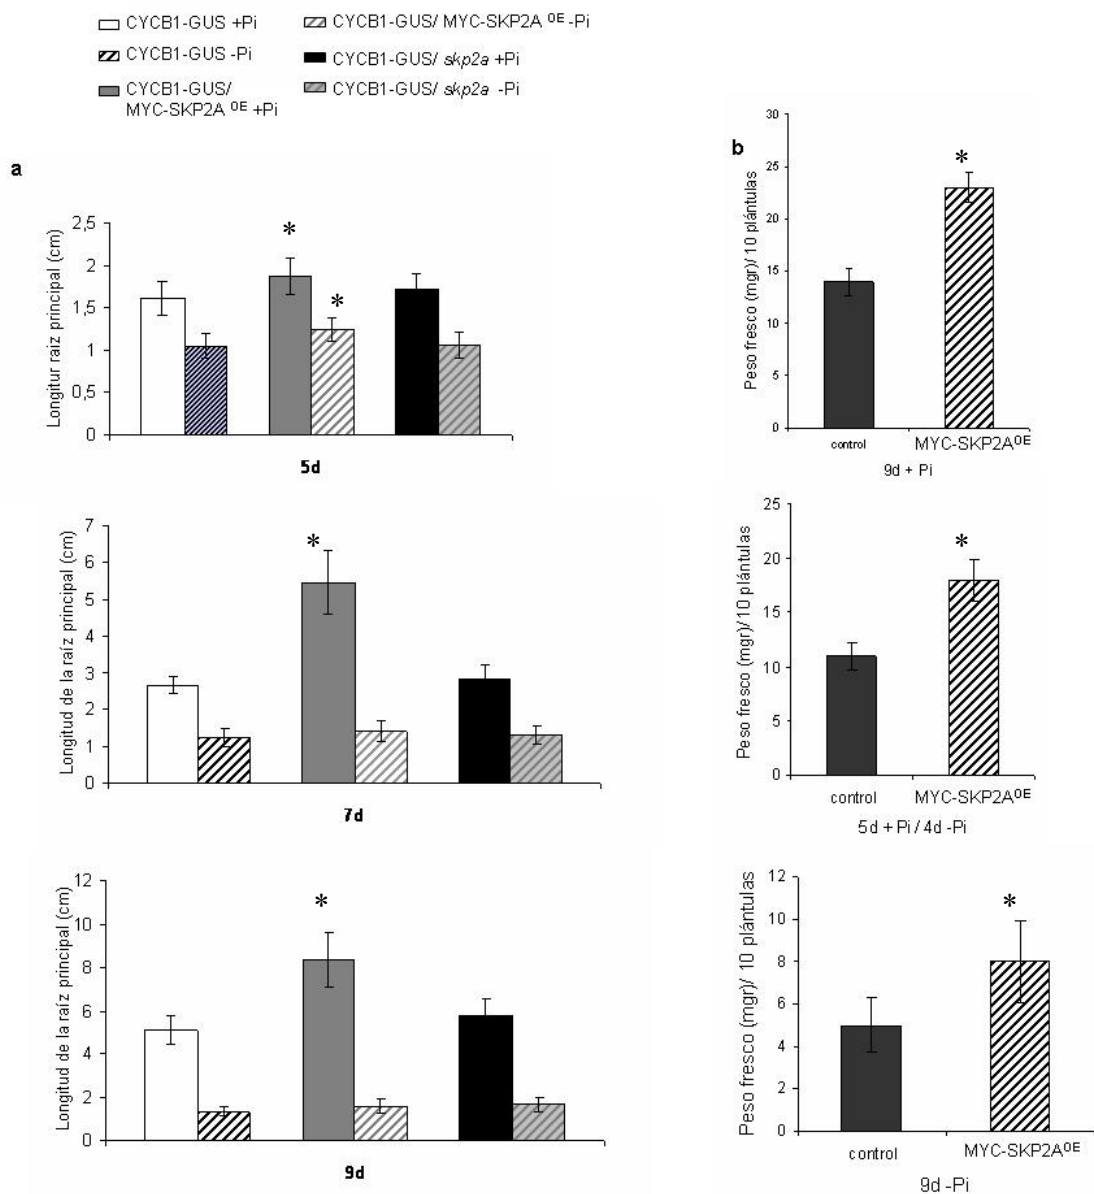 CYCB1-GUS +Pi
CYCB1-GUS -Pi
CYCB1-GUS/
MYC-SKP2A OE +Pi
CYCB1-GUS/ MYC-SKP2A OE -Pi
CYCB1-GUS/ skp2a +Pi
CYCB1-GUS/ skp2a -Pi
a
Longitur raíz principal (cm)
2,5
2
1,5
1
0,5
0
*
*
5d
Longitud de la raíz principal (cm)
7
6
5
4
3
2
1
0
*
7d
Longitud de la raíz principal (cm)
12
10
8
6
4
2
0
*
9d
b
Peso fresco (mgr)/ 10 plántulas
30
25
20
15
10
5
0
*
control MYC-SKP2AOE
9d + Pi
Peso fresco (mgr)/ 10 plántulas
25
20
15
10
5
0
*
control MYC-SKP2AOE
5d + Pi / 4d -Pi
Peso fresco (mgr)/ 10 plántulas
12
10
8
6
4
2
0
*
control MYC-SKP2AOE
9d -Pi